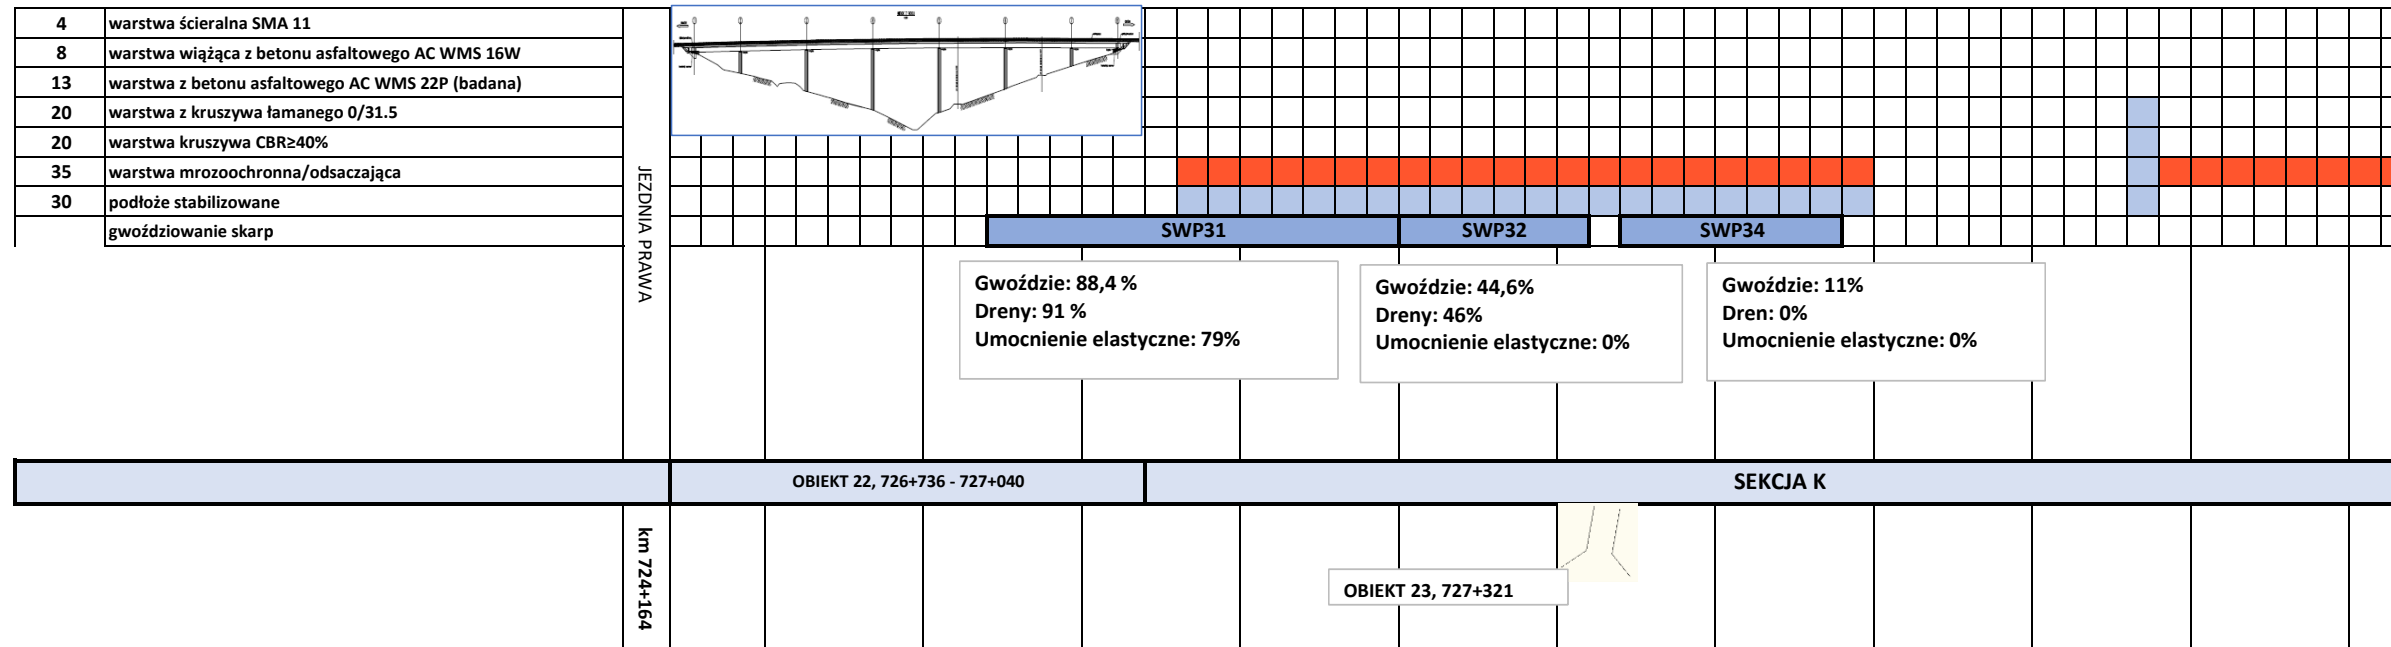 4 warstwa ścieralna SMA 11
8 warstwa wiążąca z betonu asfaltowego AC WMS 16W
13 warstwa z betonu asfaltowego AC WMS 22P (badana)
20 warstwa z kruszywa łamanego 0/31.5
20 warstwa kruszywa CBR≥40%
35 warstwa mrozoochronna/odsaczająca
30 podłoże stabilizowane
gwoździowanie skarp
JEZDNIA PRAWA
SWP31
SWP32
SWP34
Gwoździe: 88,4 %
Dreny: 91 %
Umocnienie elastyczne: 79%
Gwoździe: 44,6%
Dreny: 46%
Umocnienie elastyczne: 0%
Gwoździe: 11%
Dren: 0%
Umocnienie elastyczne: 0%
OBIEKT 22, 726+736 - 727+040
SEKCJA K
km 724+164
OBIEKT 23, 727+321